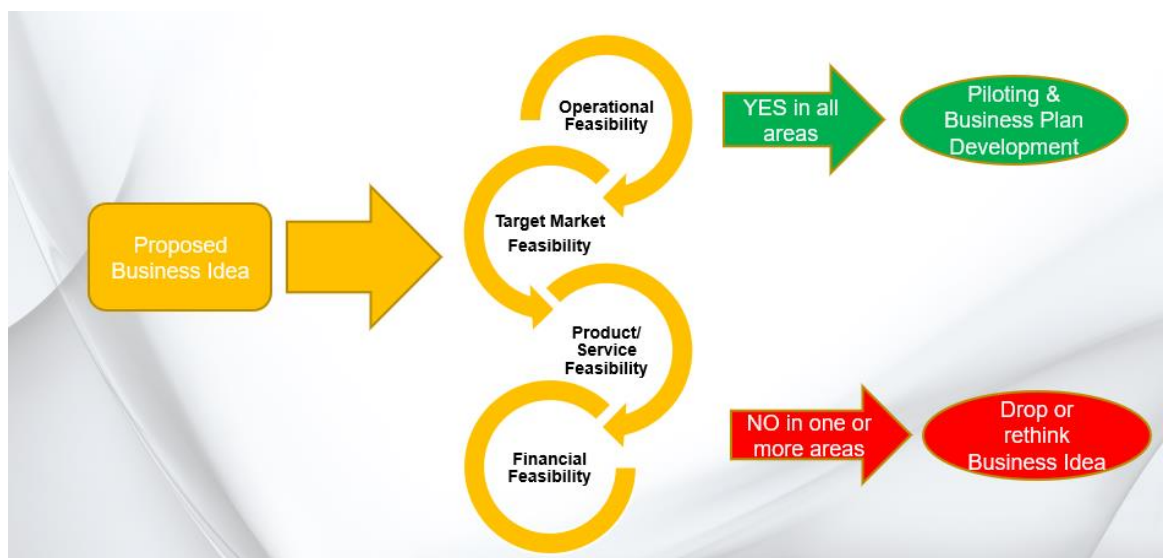 Proposed
Business Idea
Operational
Feasibility
Target Market
Feasibility
Product/
Service
Feasibility
Financial
Feasibility
YES in all
areas
Piloting &
Business Plan
Development
NO in one or
more areas
Drop or
rethink
Business Idea